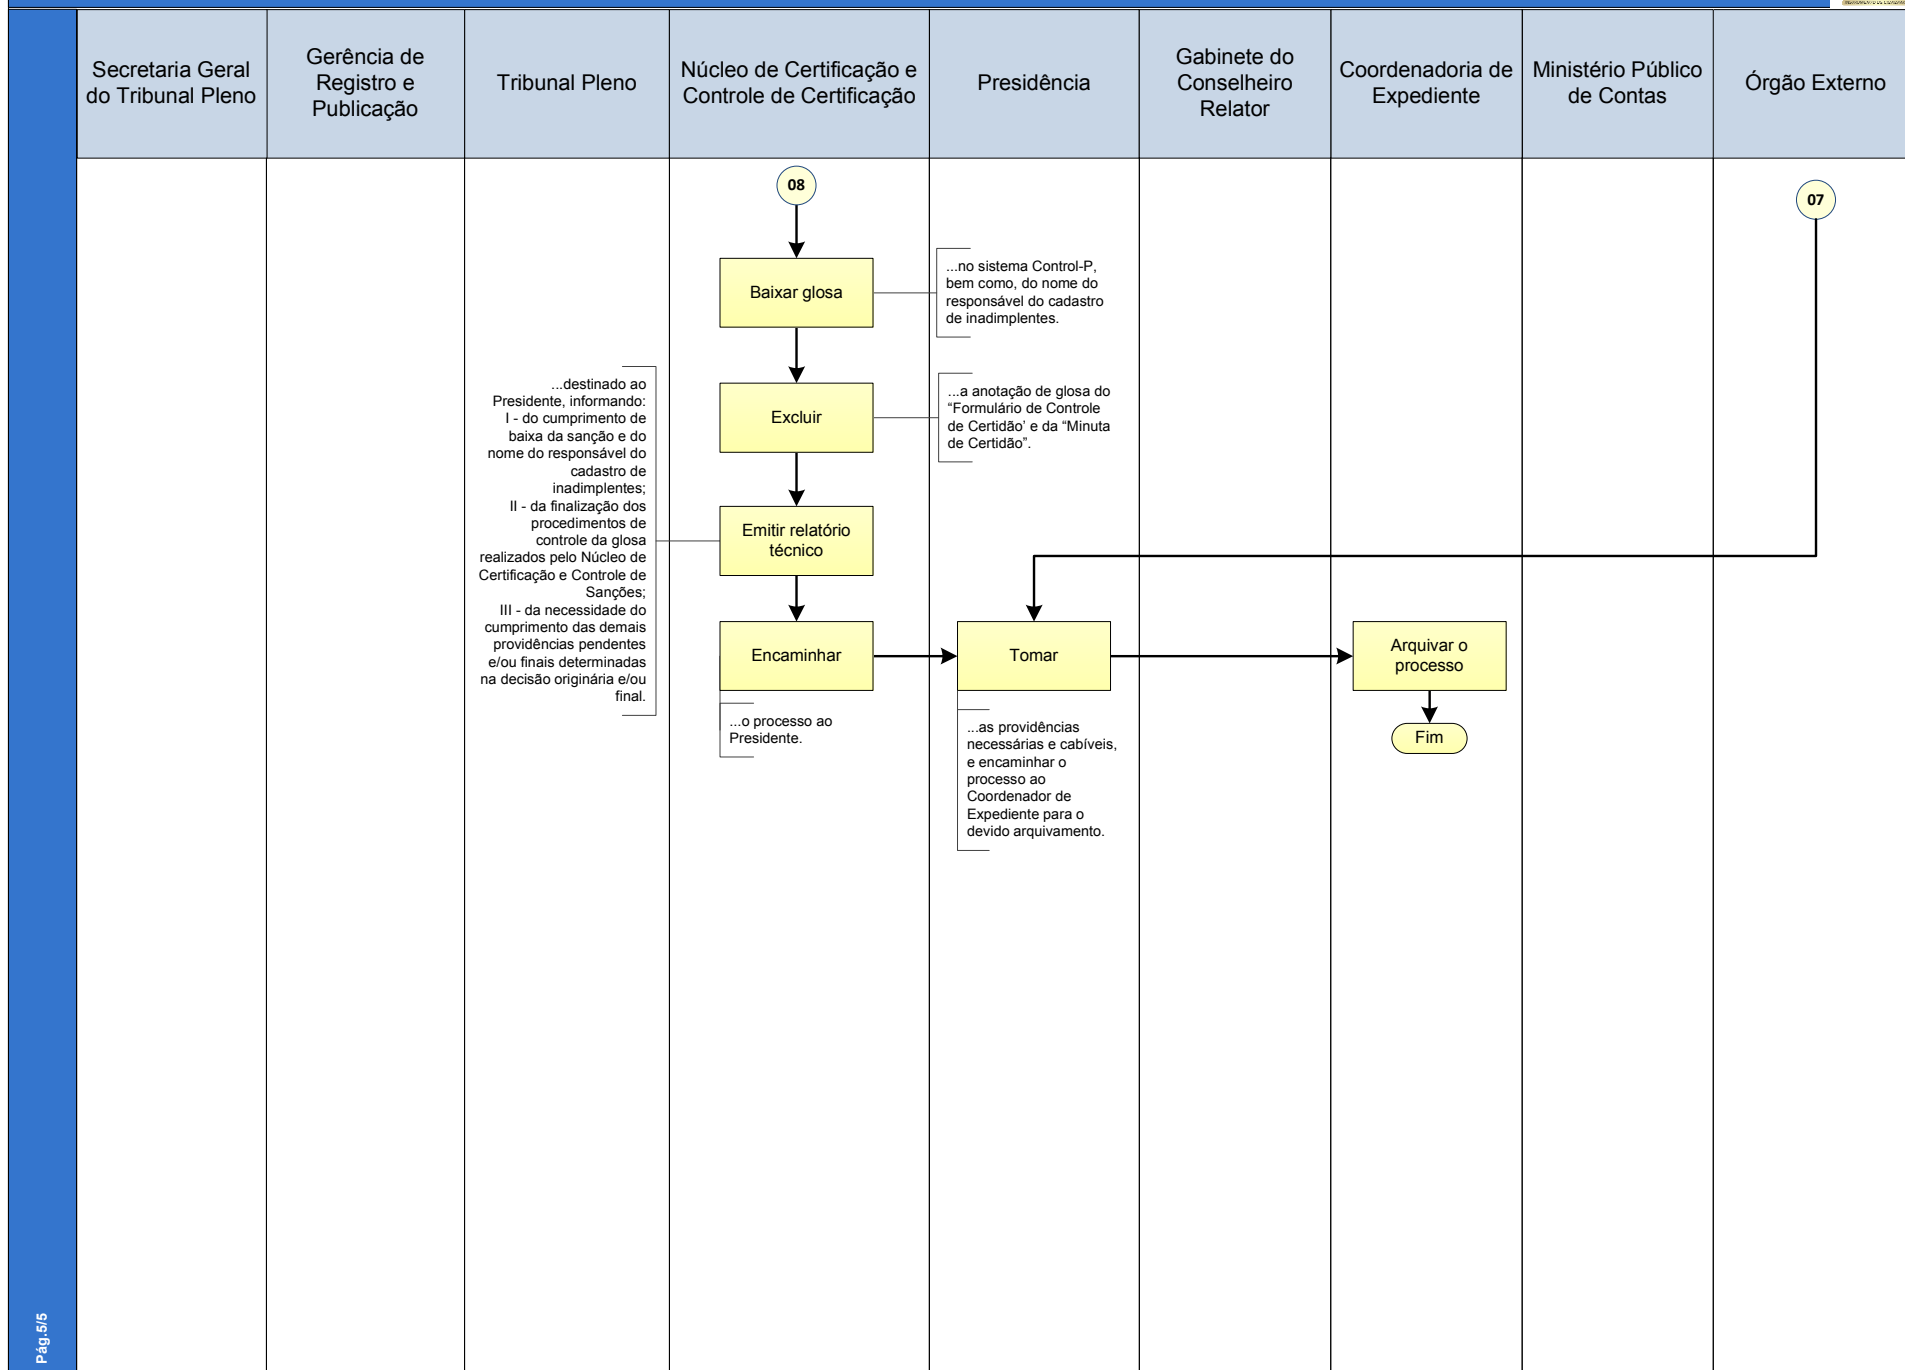 Secretaria Geral
do Tribunal Pleno
Gerência de
Registro e
Publicação
Tribunal Pleno
Núcleo de Certificação e
Controle de Certificação
Presidência
Gabinete do
Conselheiro
Relator
Coordenadoria de
Expediente
Ministério Público
de Contas
Órgão Externo
08
07
Baixar glosa
...no sistema Control-P,
bem como, do nome do
responsável do cadastro
de inadimplentes.
Excluir
...a anotação de glosa do
“Formulário de Controle
de Certidão’ e da “Minuta
de Certidão”.
...destinado ao
Presidente, informando:
I - do cumprimento de
baixa da sanção e do
nome do responsável do
cadastro de
inadimplentes;
II - da finalização dos
procedimentos de
controle da glosa
realizados pelo Núcleo de
Certificação e Controle de
Sanções;
III - da necessidade do
cumprimento das demais
providências pendentes
e/ou finais determinadas
na decisão originária e/ou
final.
Emitir relatório
técnico
Encaminhar
...o processo ao
Presidente.
Tomar
...as providências
necessárias e cabíveis,
e encaminhar o
processo ao
Coordenador de
Expediente para o
devido arquivamento.
Arquivar o
processo
Fim
Pág.5/5